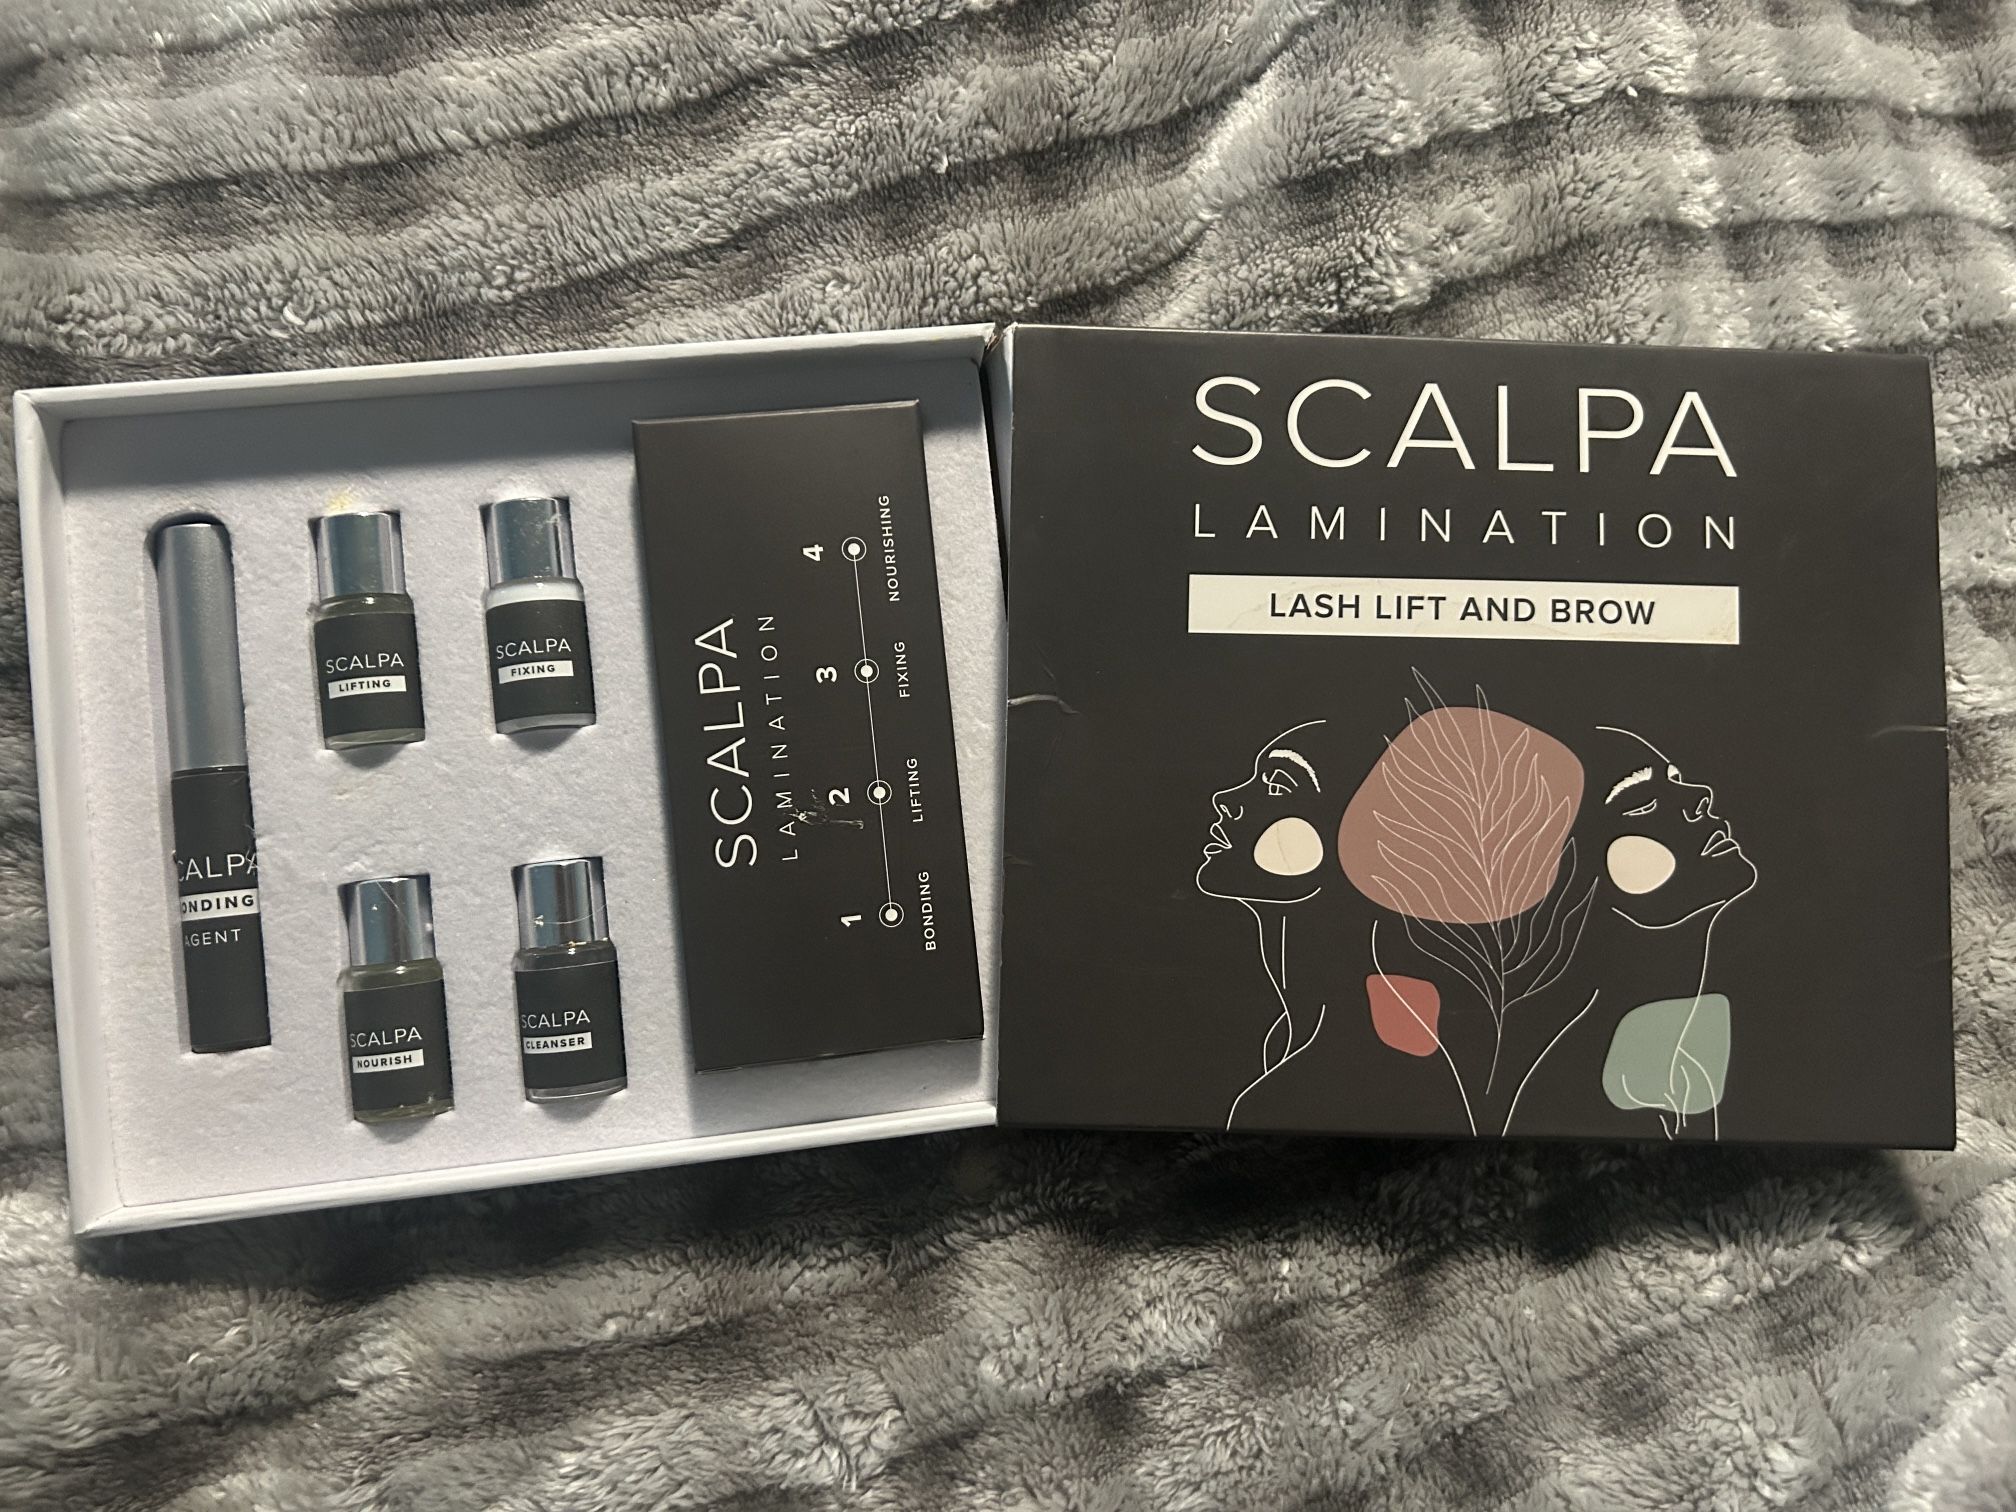 SCALPA
LAMINATION
LASH LIFT AND BROW
SCALPA
LIFTING
SCALPA
FIXING
CALPA
ONDING
AGENT
SCALPA
NOURISH
SCALPA
CLEANSER
SCALPA
LAMINATION
1
BONDING
2
LIFTING
3
FIXING
4
NOURISHING